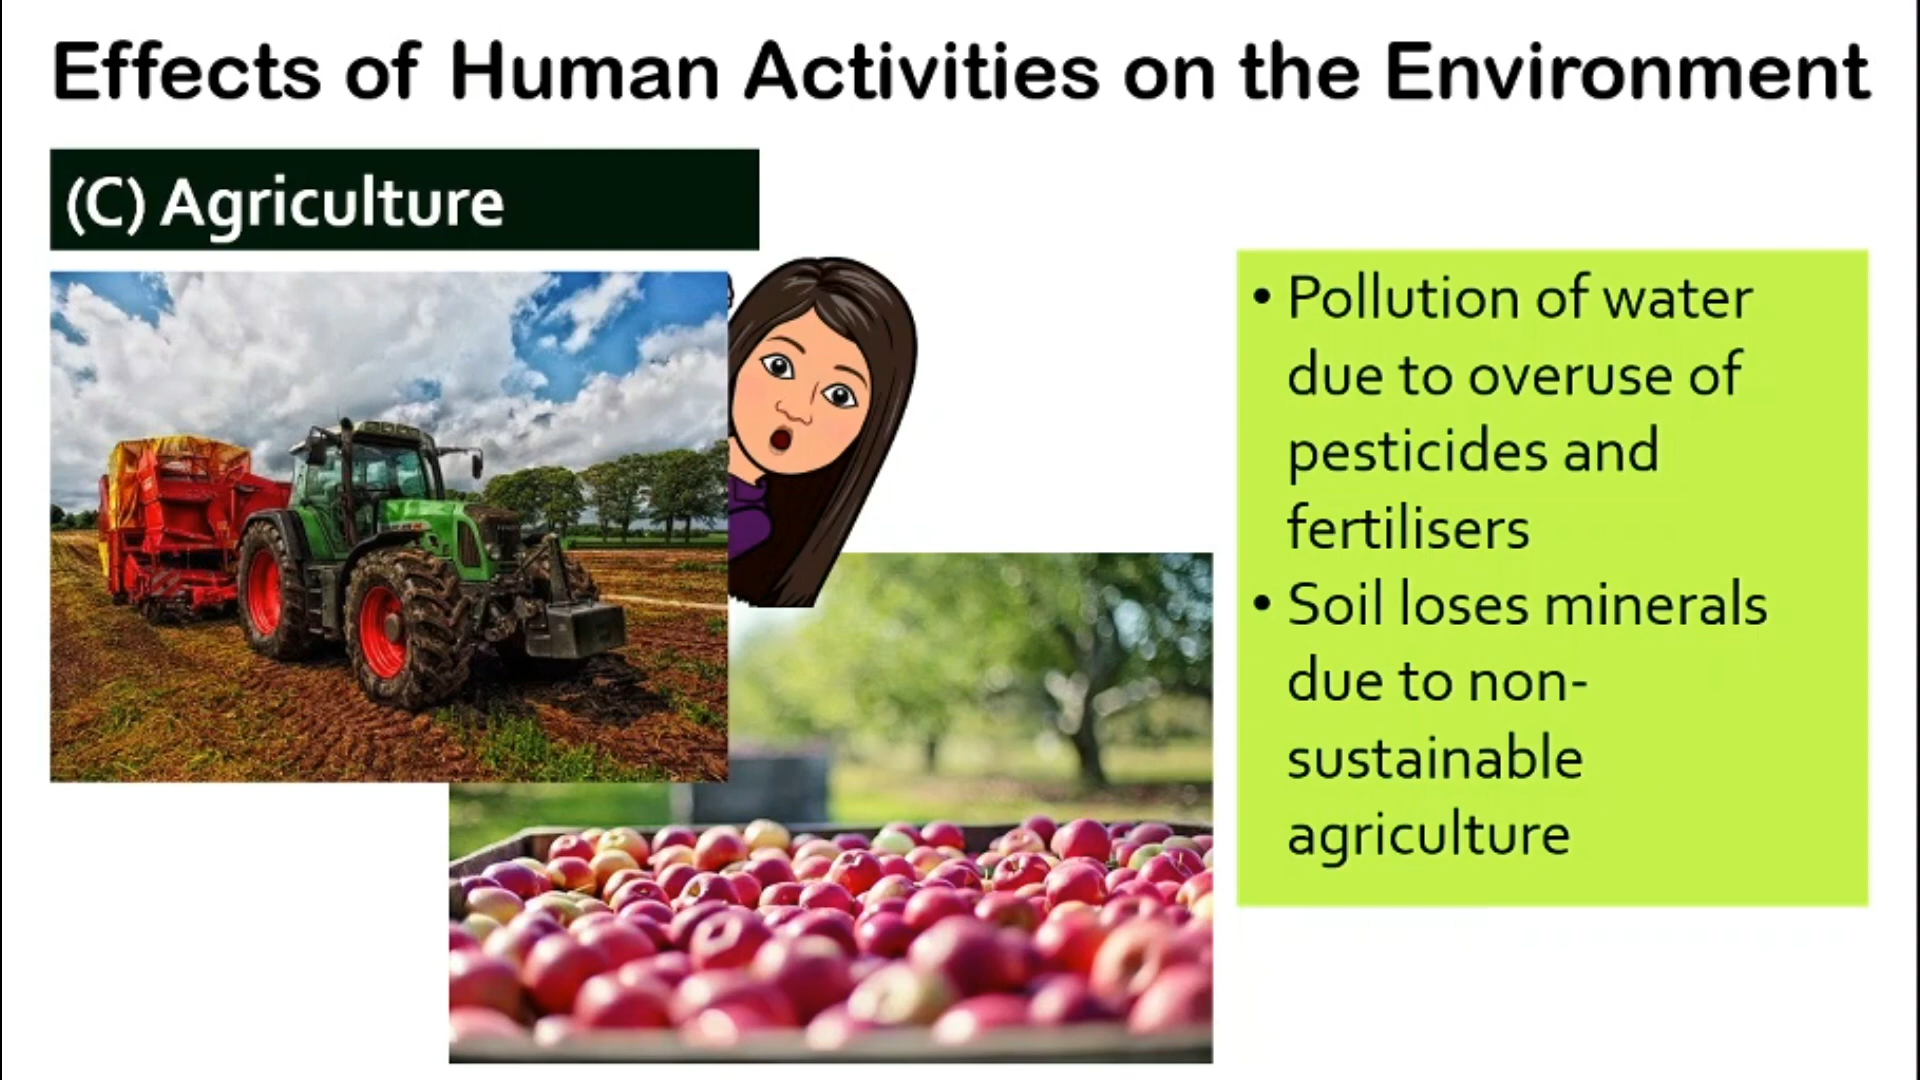 Effects of Human Activities on the Environment
(C) Agriculture
• Pollution of water
due to overuse of
pesticides and
fertilisers
• Soil loses minerals
due to non-
sustainable
agriculture